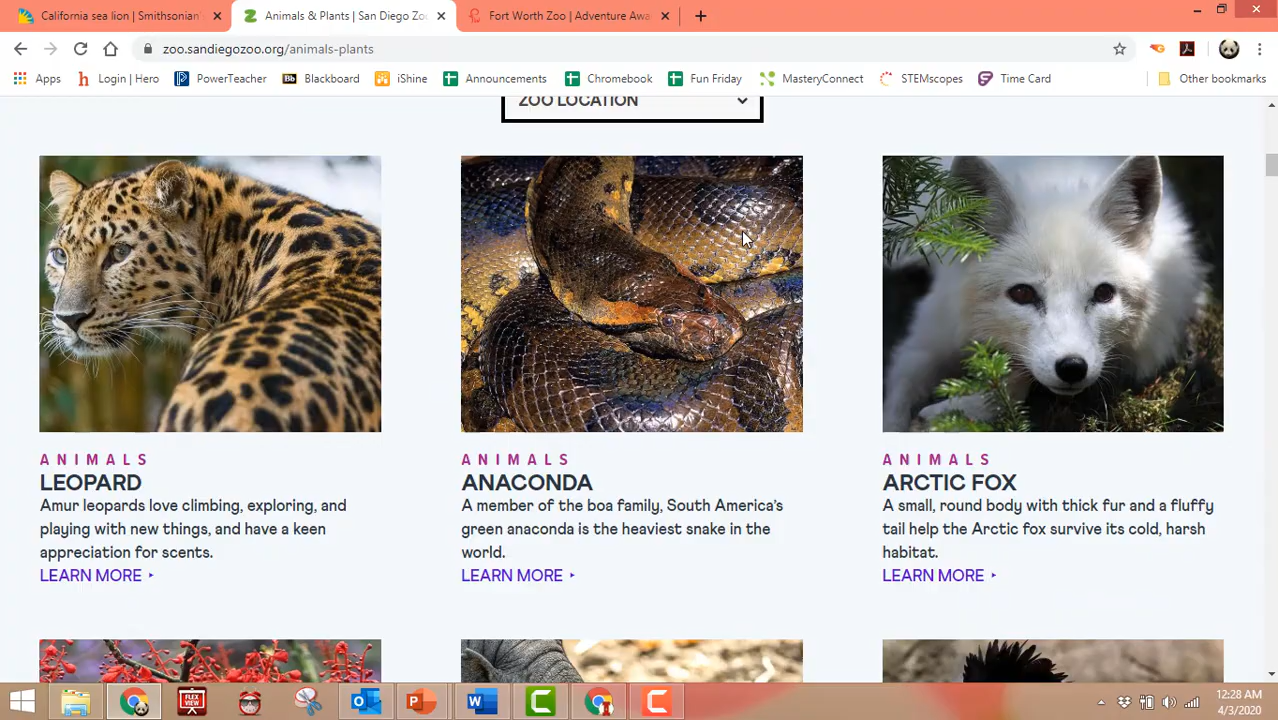 California sea lion | Smithsonian's
Animals & Plants | San Diego Zoo
Fort Worth Zoo | Adventure Awa
zoo.sandiegozoo.org/animals-plants
Apps
Login | Hero
PowerTeacher
Bb Blackboard
iShine
Announcements
Chromebook
Fun Friday
MasteryConnect
STEMscopes
Time Card
Other bookmarks
ZOO LOCATION
ANIMALS
LEOPARD
Amur leopards love climbing, exploring, and
playing with new things, and have a keen
appreciation for scents.
LEARN MORE
ANIMALS
ANACONDA
A member of the boa family, South America's
green anaconda is the heaviest snake in the
world.
LEARN MORE
ANIMALS
ARCTIC FOX
A small, round body with thick fur and a fluffy
tail help the Arctic fox survive its cold, harsh
habitat.
LEARN MORE
FLEX
VIEW
12:28 AM
4/3/2020